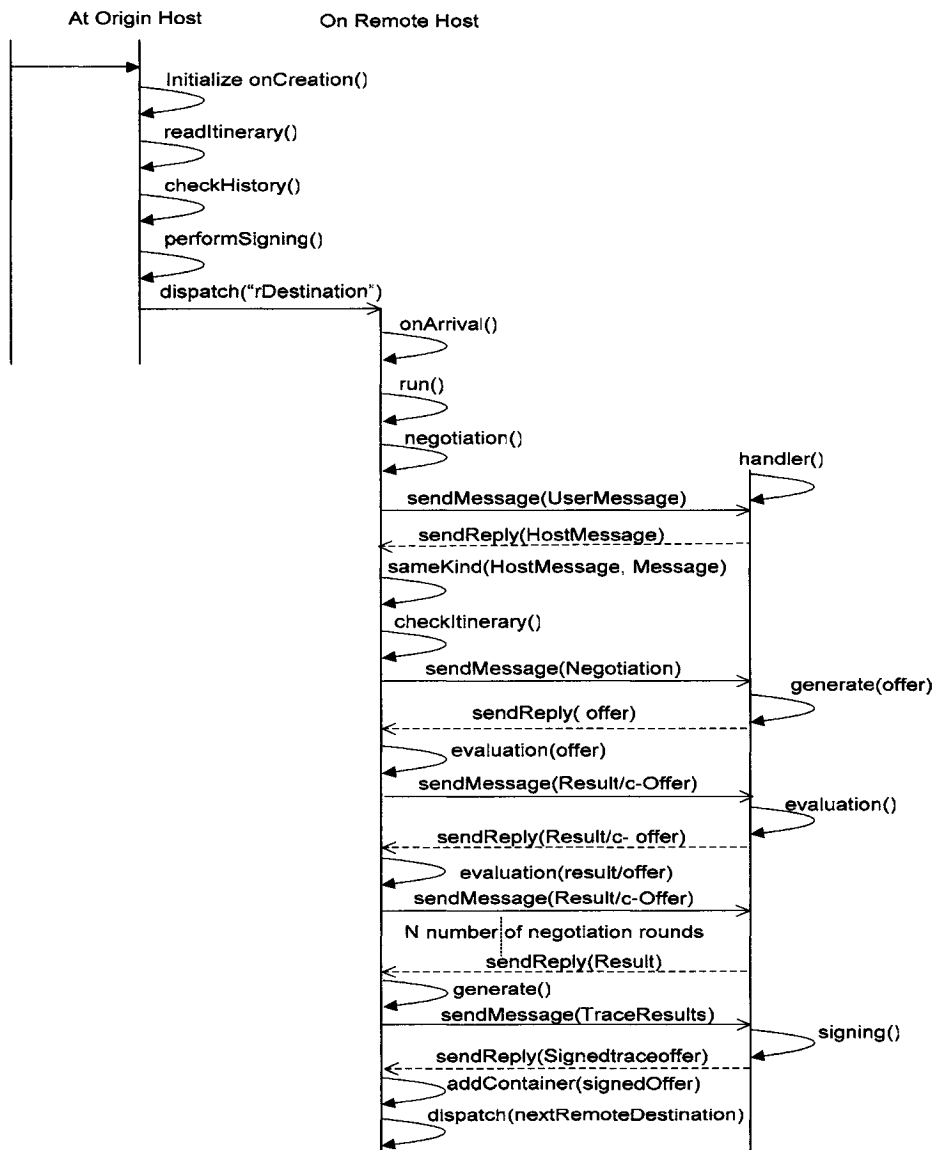 At Origin Host
On Remote Host
Initialize onCreation()
readItinerary()
checkHistory()
performSigning()
dispatch("rDestination")
onArrival()
run()
negotiation()
handler()
sendMessage(UserMessage)
sendReply(HostMessage)
sameKind(HostMessage, Message)
checkItinerary()
sendMessage(Negotiation)
generate(offer)
sendReply( offer)
evaluation(offer)
sendMessage(Result/c-Offer)
evaluation()
sendReply(Result/c- offer)
evaluation(result/offer)
sendMessage(Result/c-Offer)
N number of negotiation rounds
sendReply(Result)
generate()
sendMessage(TraceResults)
signing()
sendReply(Signedtraceoffer)
addContainer(signedOffer)
dispatch(nextRemoteDestination)